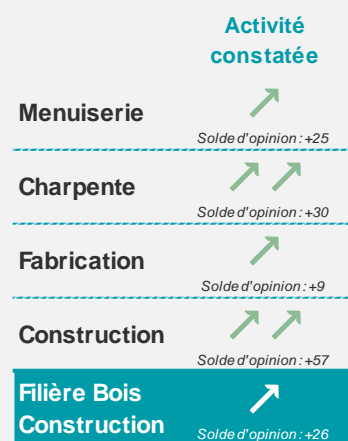 Activité
constatée
Menuiserie
Solde d'opinion : +25
Charpente
Solde d'opinion : +30
Fabrication
Solde d'opinion : +9
Construction
Solde d'opinion : +57
Filière Bois
Construction
Solde d'opinion : +26